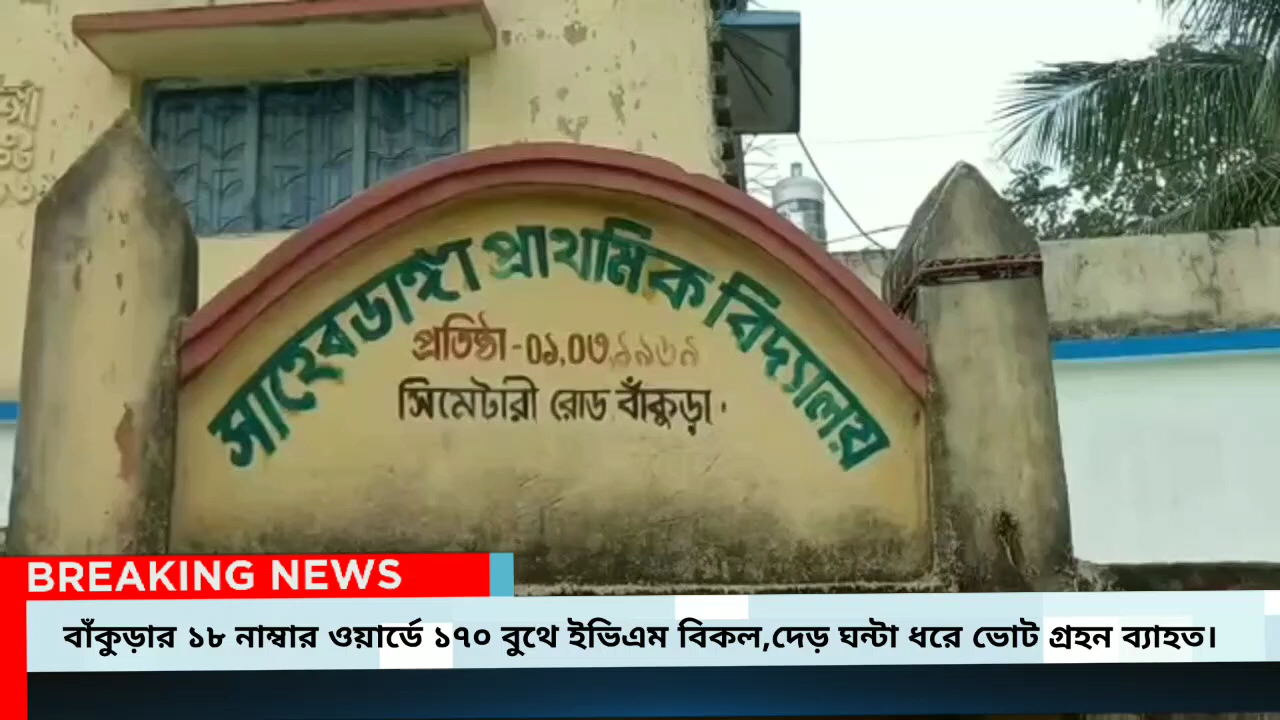 সাহেবডাঙ্গা প্রাথমিক বিদ্যালয়
প্রতিষ্ঠা-০১,০৩,১৯৬৯
সিমেটারী রোড বাঁকুড়া
BREAKING NEWS
বাঁকুড়ার ১৮ নাম্বার ওয়ার্ডে ১৭০ বুথে ইভিএম বিকল,দেড় ঘন্টা ধরে ভোট গ্রহন ব্যাহত।